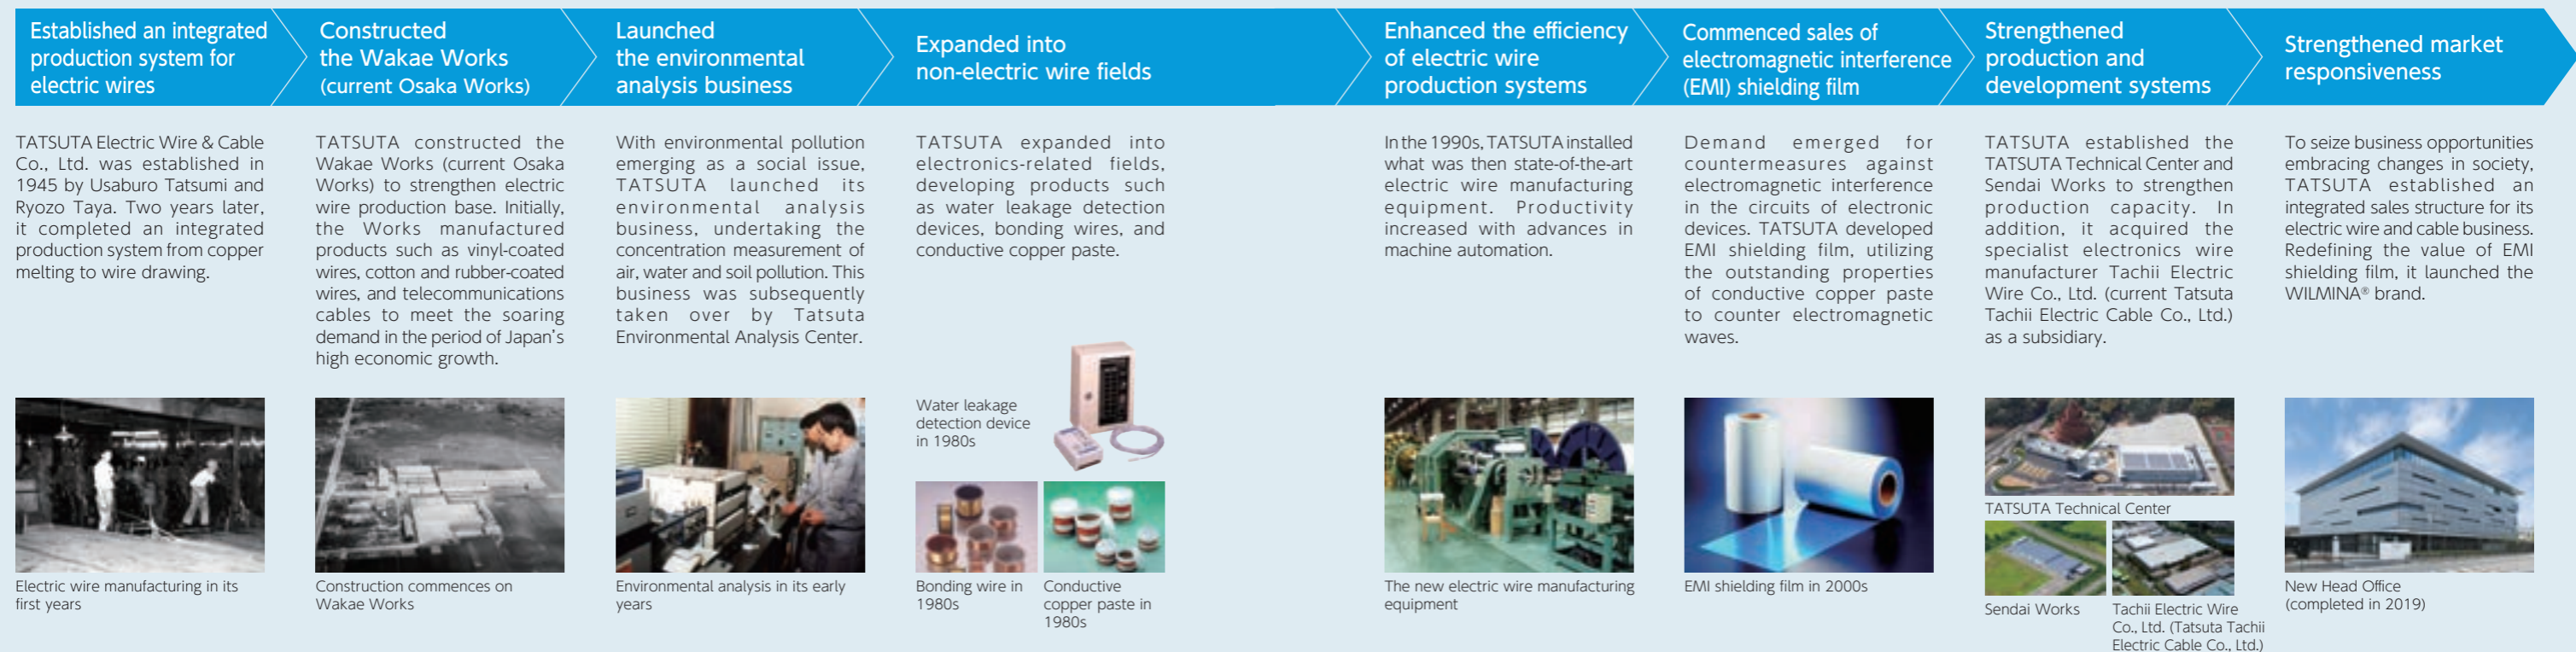 Established an integrated
production system for
electric wires
Constructed
the Wakae Works
(current Osaka Works)
Launched
the environmental
analysis business
Expanded into
non-electric wire fields
Enhanced the efficiency
of electric wire
production systems
Commenced sales of
electromagnetic interference
(EMI) shielding film
Strengthened
production and
development systems
Strengthened market
responsiveness
TATSUTA Electric Wire & Cable
Co., Ltd. was established in
1945 by Usaburo Tatsumi and
Ryozo Taya. Two years later,
it completed an integrated
production system from copper
melting to wire drawing.
Electric wire manufacturing in its
first years
TATSUTA constructed the
Wakae Works (current Osaka
Works) to strengthen electric
wire production base. Initially,
the Works manufactured
products such as vinyl-coated
wires, cotton and rubber-coated
wires, and telecommunications
cables to meet the soaring
demand in the period of Japan's
high economic growth.
Construction commences on
Wakae Works
With environmental pollution
emerging as a social issue,
TATSUTA launched its
environmental analysis
business, undertaking the
concentration measurement of
air, water and soil pollution. This
business was subsequently
taken over by Tatsuta
Environmental Analysis Center.
Environmental analysis in its early
years
TATSUTA expanded into
electronics-related fields,
developing products such
as water leakage detection
devices, bonding wires, and
conductive copper paste.
Water leakage
detection device
in 1980s
Bonding wire in
1980s
Conductive
copper paste in
1980s
In the 1990s, TATSUTA installed
what was then state-of-the-art
electric wire manufacturing
equipment. Productivity
increased with advances in
machine automation.
The new electric wire manufacturing
equipment
Demand emerged for
countermeasures against
electromagnetic interference
in the circuits of electronic
devices. TATSUTA developed
EMI shielding film, utilizing
the outstanding properties
of conductive copper paste
to counter electromagnetic
waves.
EMI shielding film in 2000s
TATSUTA established the
TATSUTA Technical Center and
Sendai Works to strengthen
production capacity. In
addition, it acquired the
specialist electronics wire
manufacturer Tachii Electric
Wire Co., Ltd. (current Tatsuta
Tachii Electric Cable Co., Ltd.)
as a subsidiary.
TATSUTA Technical Center
Sendai Works
Tachii Electric Wire
Co., Ltd. (Tatsuta Tachii
Electric Cable Co., Ltd.)
To seize business opportunities
embracing changes in society,
TATSUTA established an
integrated sales structure for its
electric wire and cable business.
Redefining the value of EMI
shielding film, it launched the
WILMINA® brand.
New Head Office
(completed in 2019)